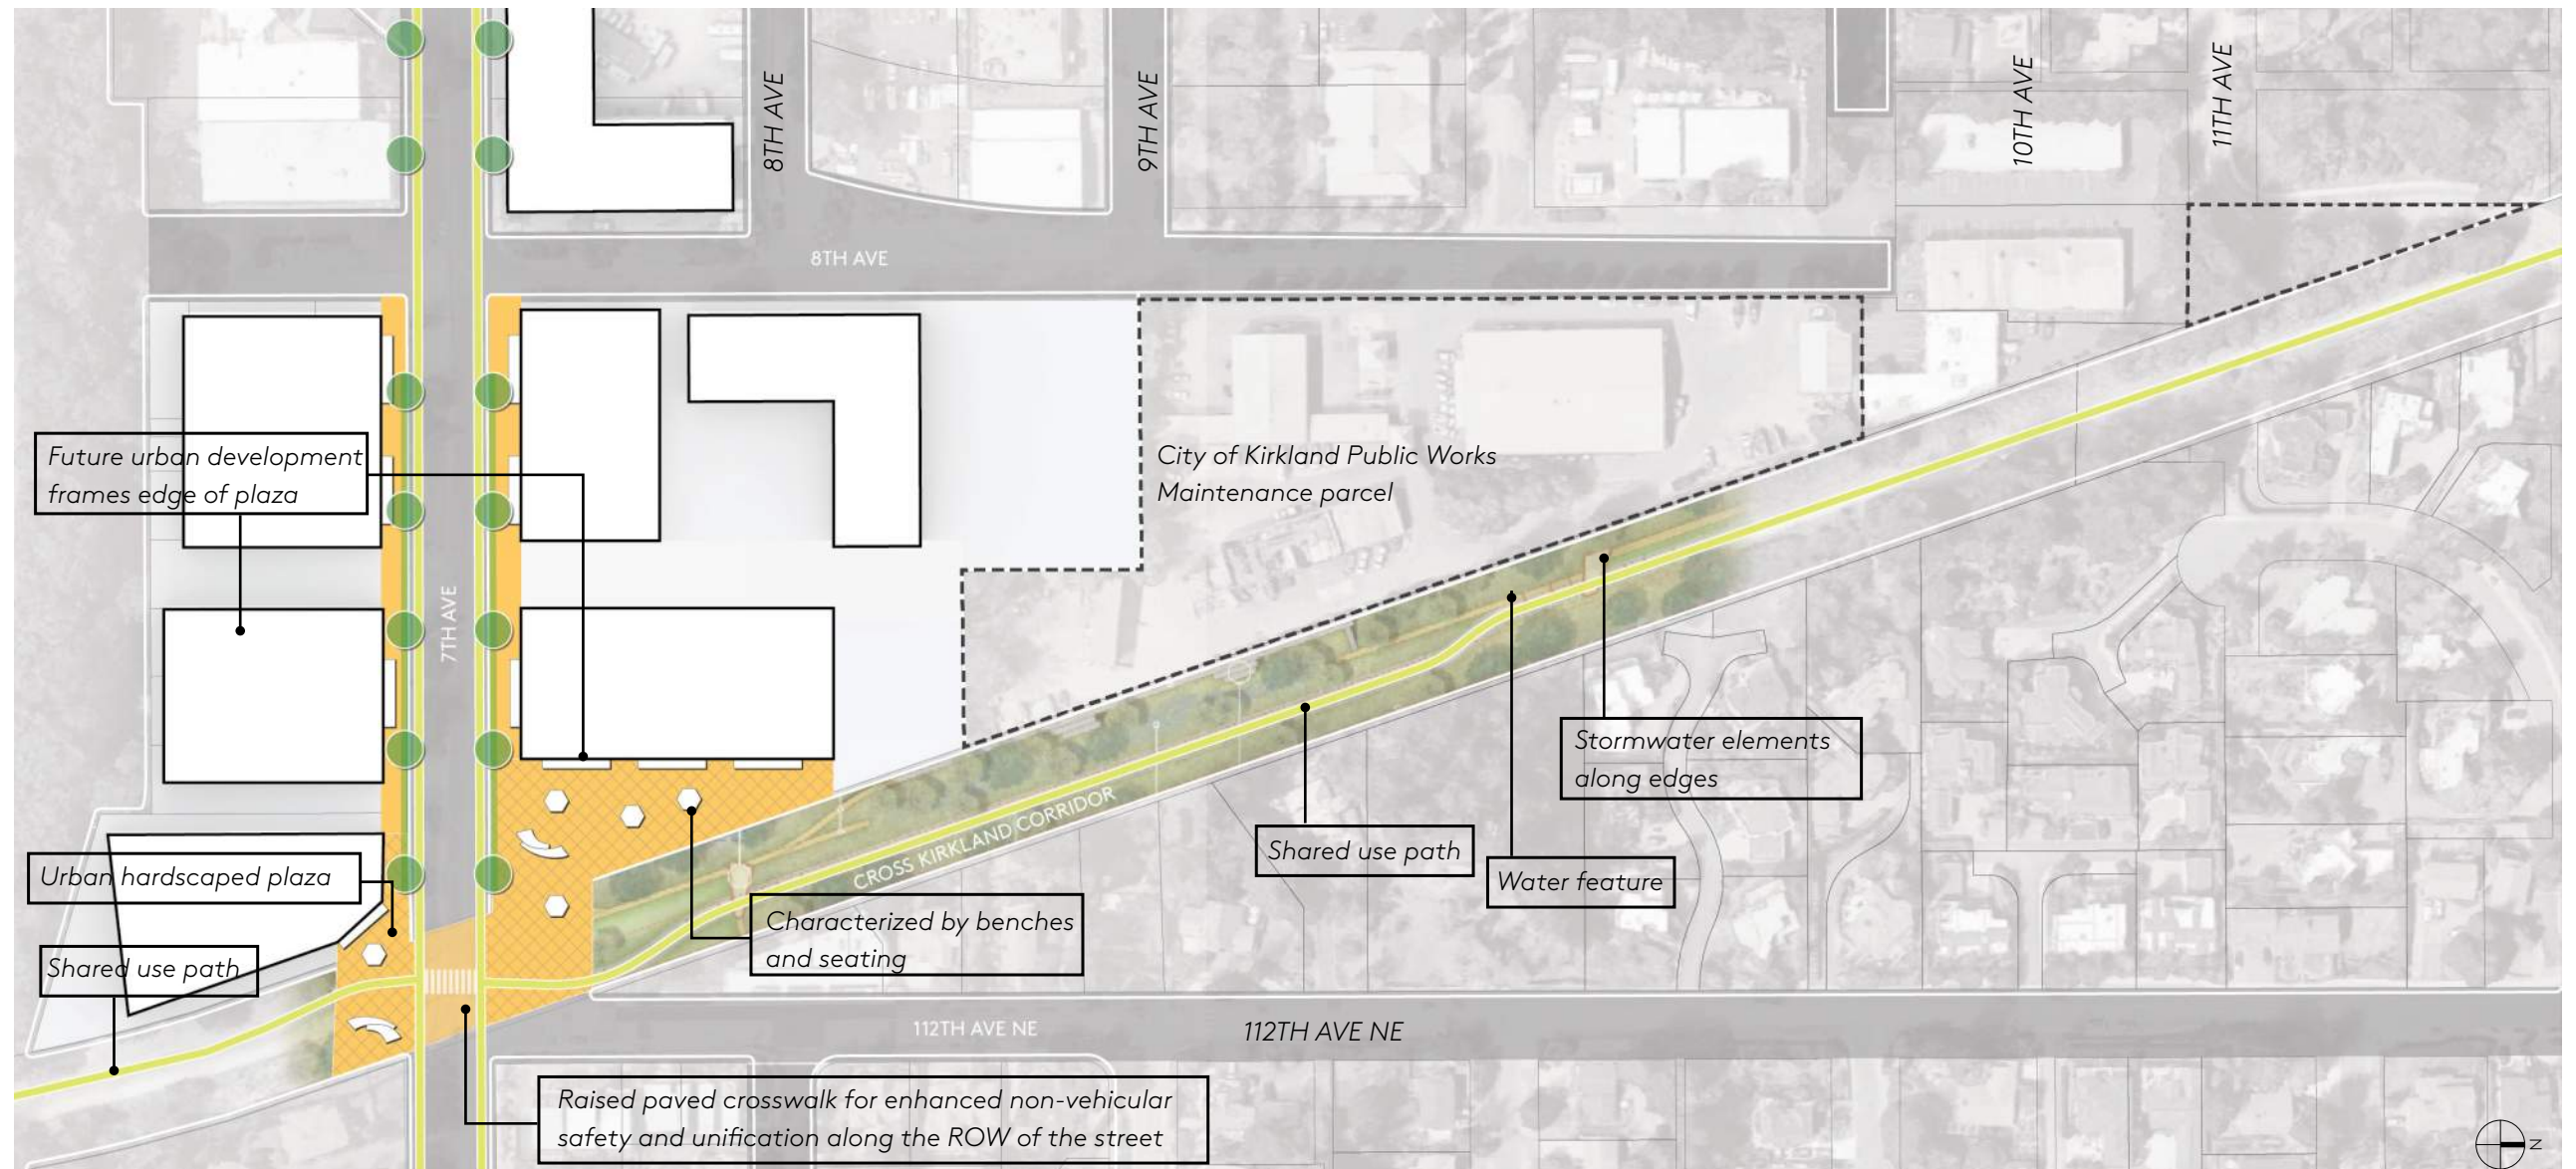 8TH AVE
9TH AVE
10TH AVE
11TH AVE
8TH AVE
Future urban development
frames edge of plaza
City of Kirkland Public Works
Maintenance parcel
7TH AVE
Stormwater elements
along edges
CROSS KIRKLAND CORRIDOR
Shared use path
Water feature
Urban hardscaped plaza
Characterized by benches
and seating
Shared use path
112TH AVE NE
112TH AVE NE
Raised paved crosswalk for enhanced non-vehicular
safety and unification along the ROW of the street
N